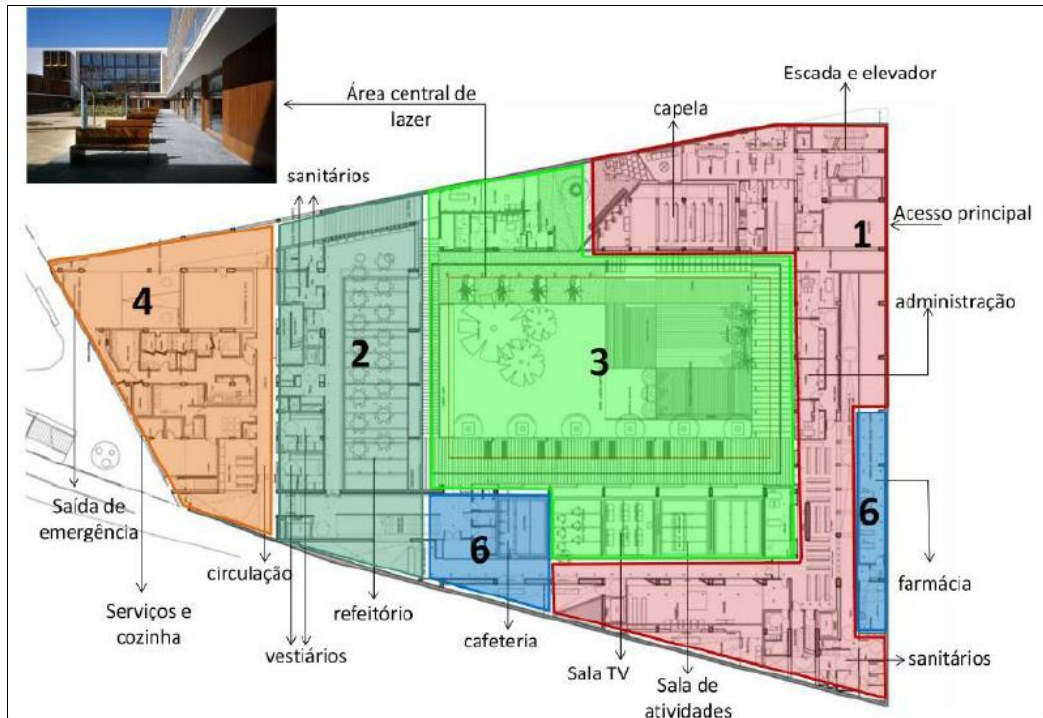 Escada e elevador
Área central de
lazer
capela
sanitários
Acesso principal
1
4
administração
2
3
6
6
Saída de
emergência
circulação
farmácia
Serviços e
cozinha
refeitório
cafeteria
vestiários
Sala TV
sanitários
Sala de
atividades